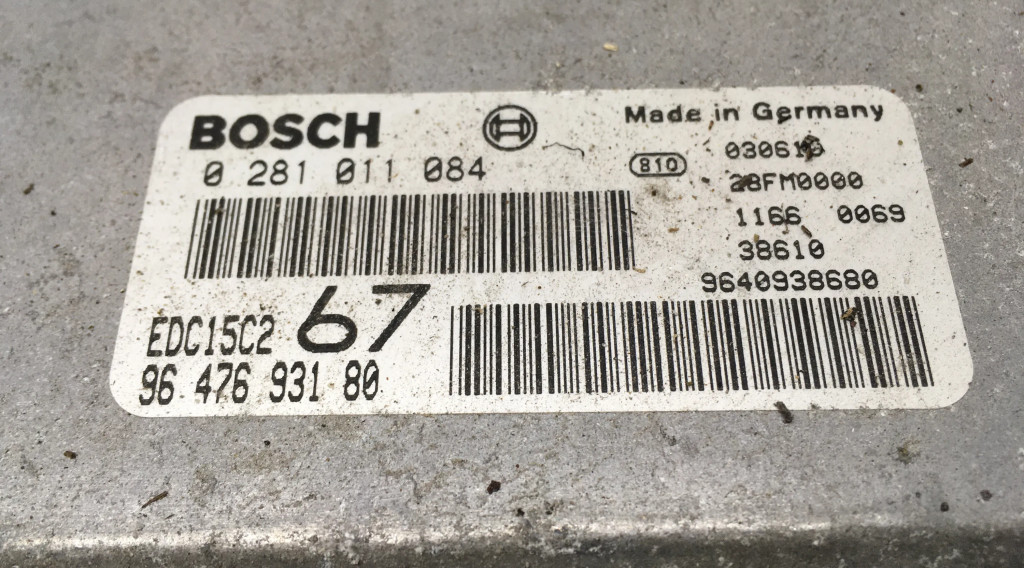 BOSCH
Made in Germany
0 281 011 084
810
28FM0000
1166 0069
38610
9640938680
67
EDC15C2
96 476 931 80